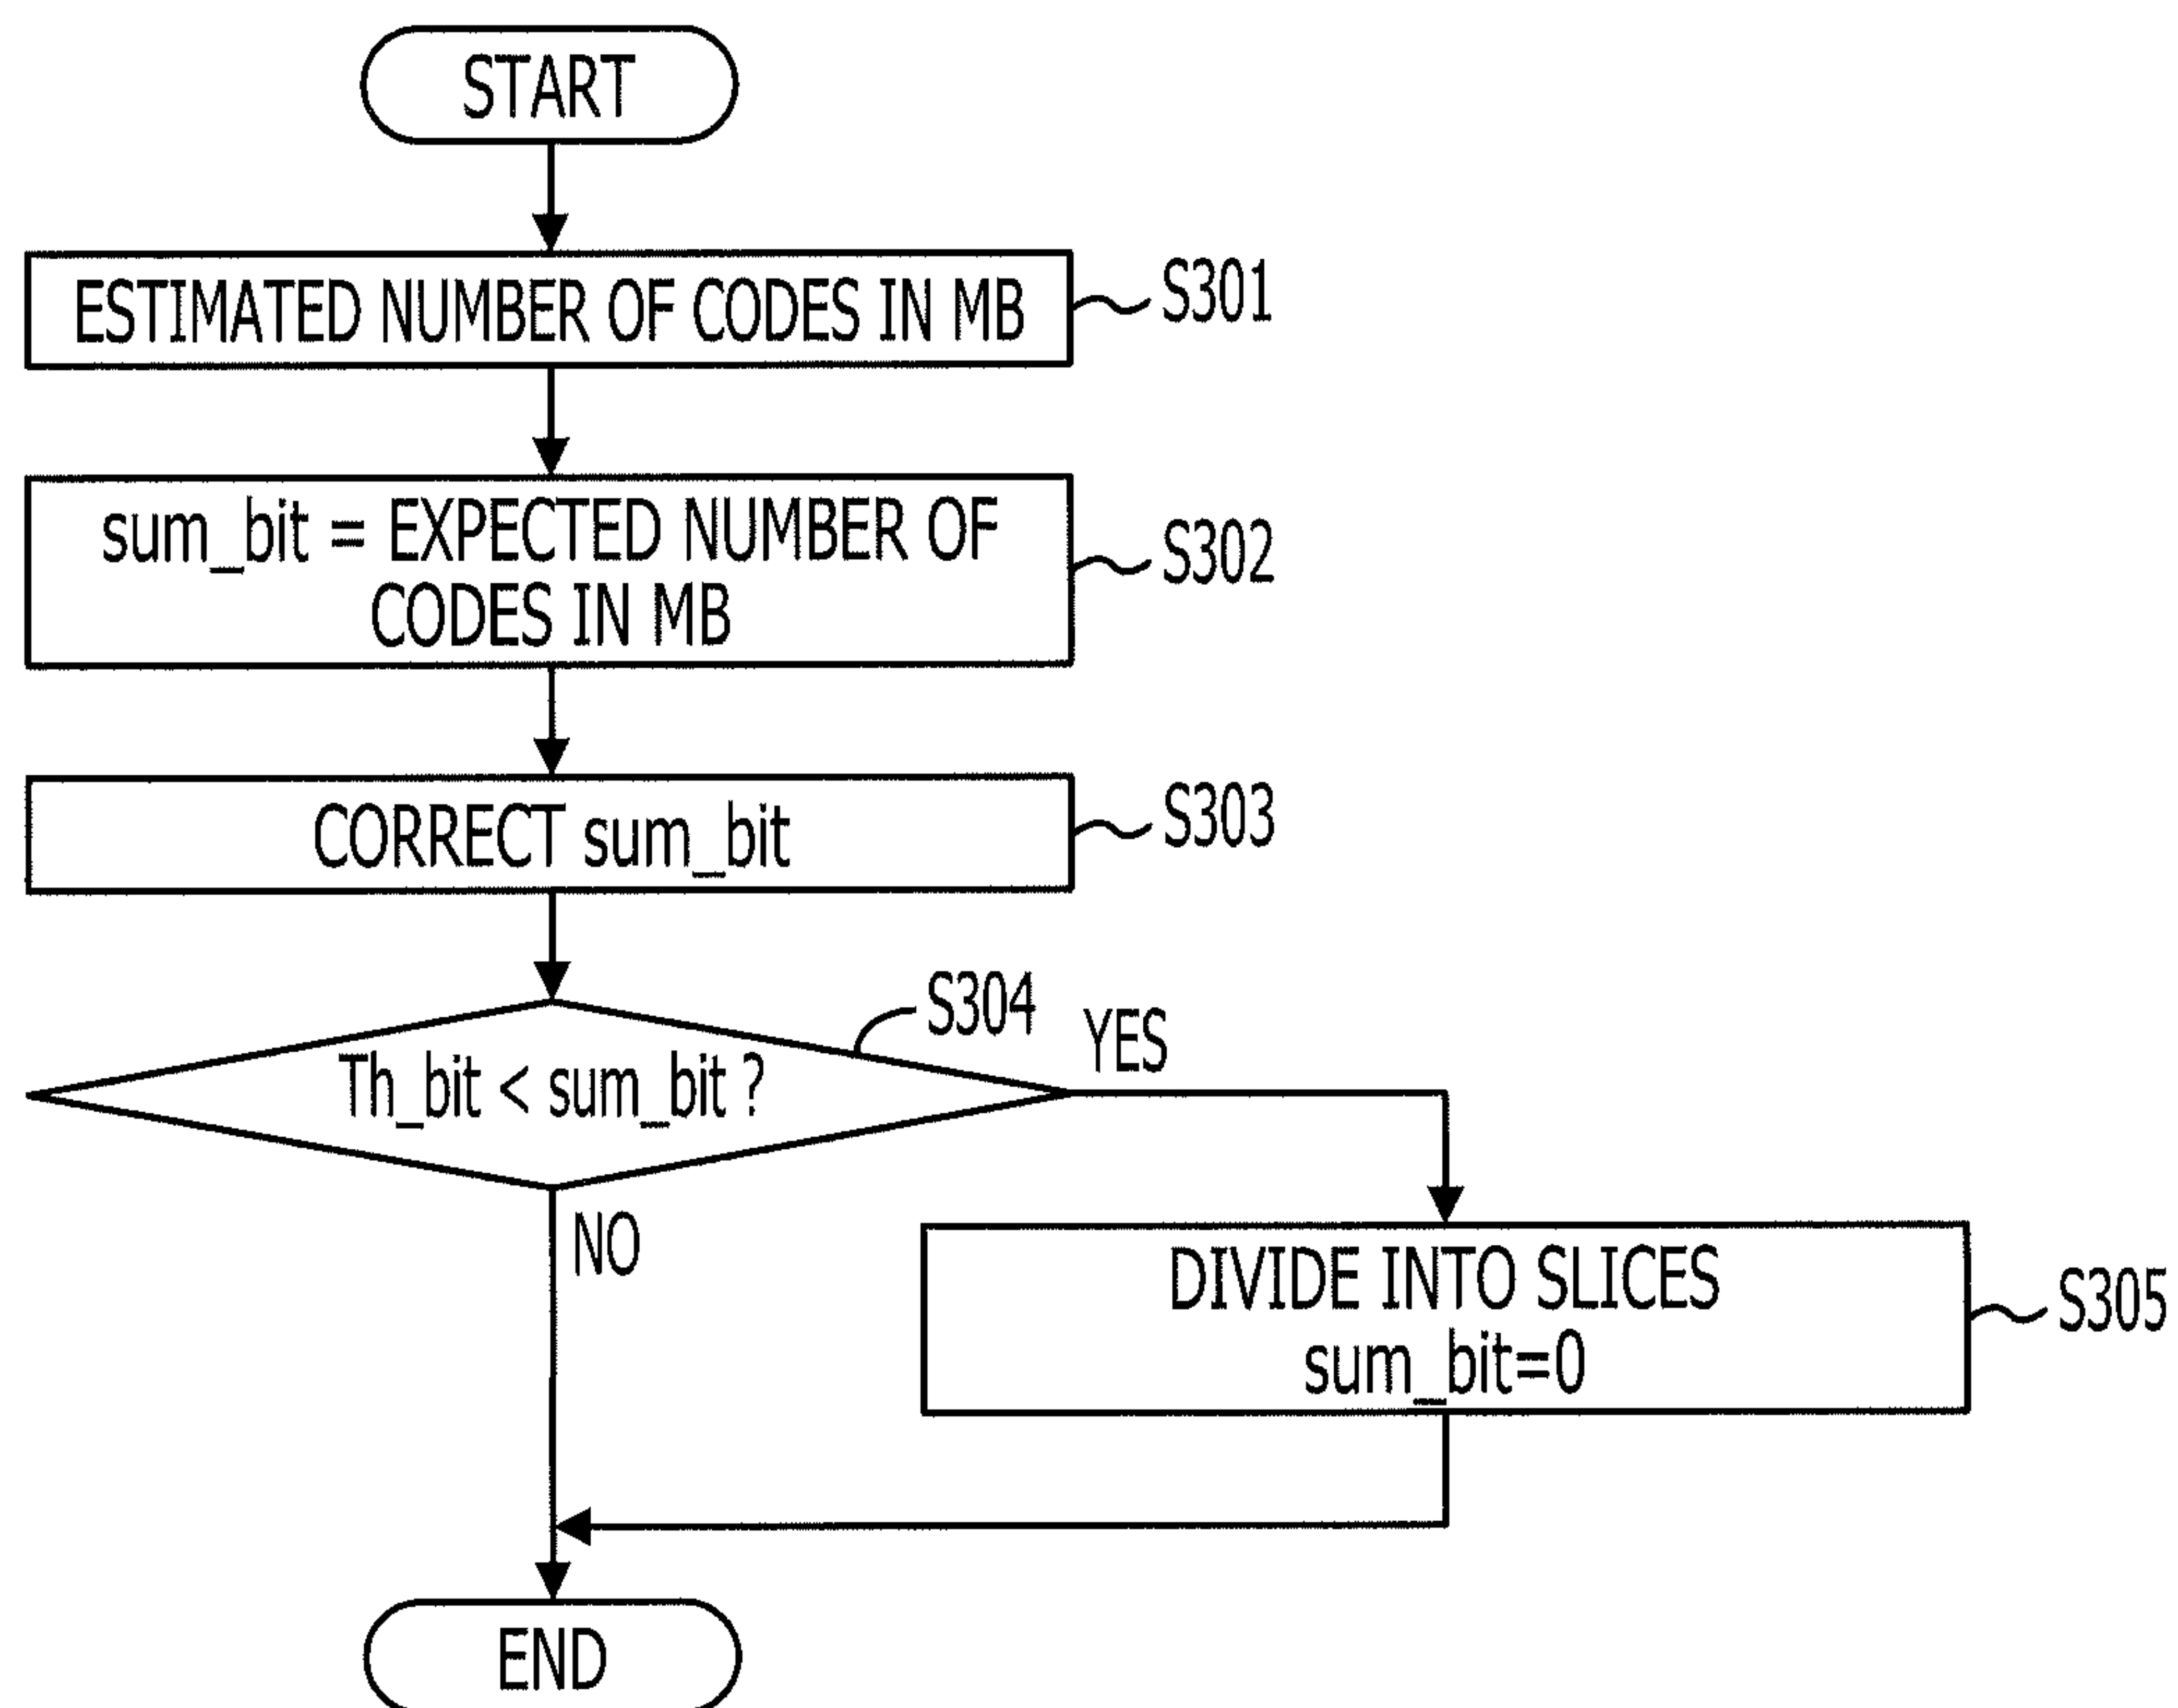 START
ESTIMATED NUMBER OF CODES IN MB
S301
sum_bit = EXPECTED NUMBER OF
CODES IN MB
S302
CORRECT sum_bit
S303
S304
Th_bit < sum_bit ?
YES
NO
DIVIDE INTO SLICES
sum_bit=0
S305
END